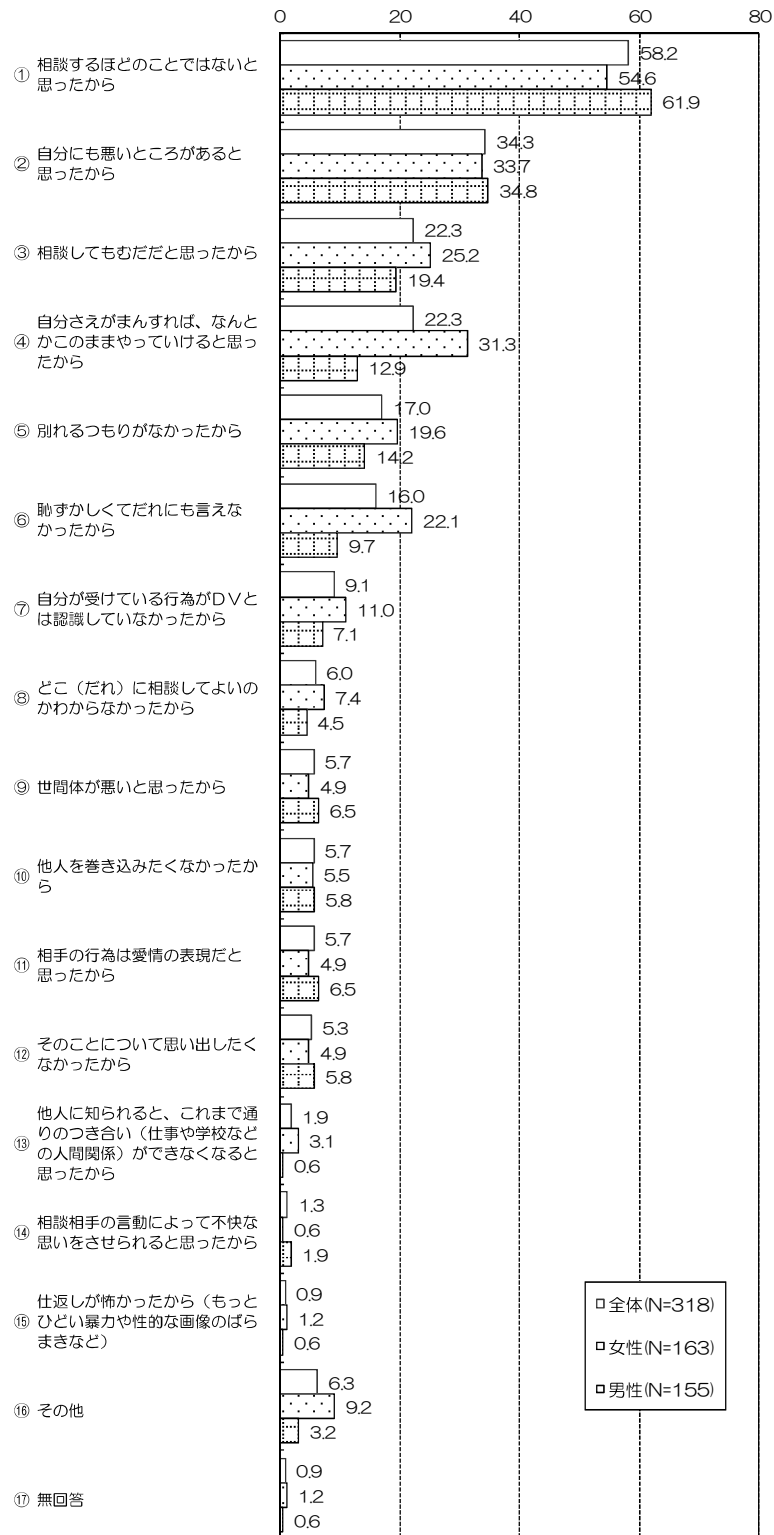 0 20 40 60 80
① 相談するほどのことではないと
思ったから
58.2
54.6
61.9
② 自分にも悪いところがあると
思ったから
34.3
33.7
34.8
③ 相談してもむだだと思ったから
22.3
25.2
19.4
④ 自分さえがまんすれば、なんと
かこのままやっていけると思っ
たから
22.3
31.3
12.9
⑤ 別れるつもりがなかったから
17.0
19.6
14.2
⑥ 恥ずかしくてだれにも言えな
かったから
16.0
22.1
9.7
⑦ 自分が受けている行為がDVと
は認識していなかったから
9.1
11.0
7.1
⑧ どこ（だれ）に相談してよいの
かわからなかったから
6.0
7.4
4.5
⑨ 世間体が悪いと思ったから
5.7
4.9
6.5
⑩ 他人を巻き込みたくなかったか
ら
5.7
5.5
5.8
⑪ 相手の行為は愛情の表現だと
思ったから
5.7
4.9
6.5
⑫ そのことについて思い出したく
なかったから
5.3
4.9
5.8
⑬ 他人に知られると、これまで通
りのつき合い（仕事や学校など
の人間関係）ができなくなると
思ったから
1.9
3.1
0.6
⑭ 相談相手の言動によって不快な
思いをさせられると思ったから
1.3
0.6
1.9
⑮ 仕返しが怖かったから（もっと
ひどい暴力や性的な画像のばら
まきなど）
0.9
1.2
0.6
⑯ その他
6.3
9.2
3.2
⑰ 無回答
0.9
1.2
0.6
全体(N=318)
女性(N=163)
男性(N=155)